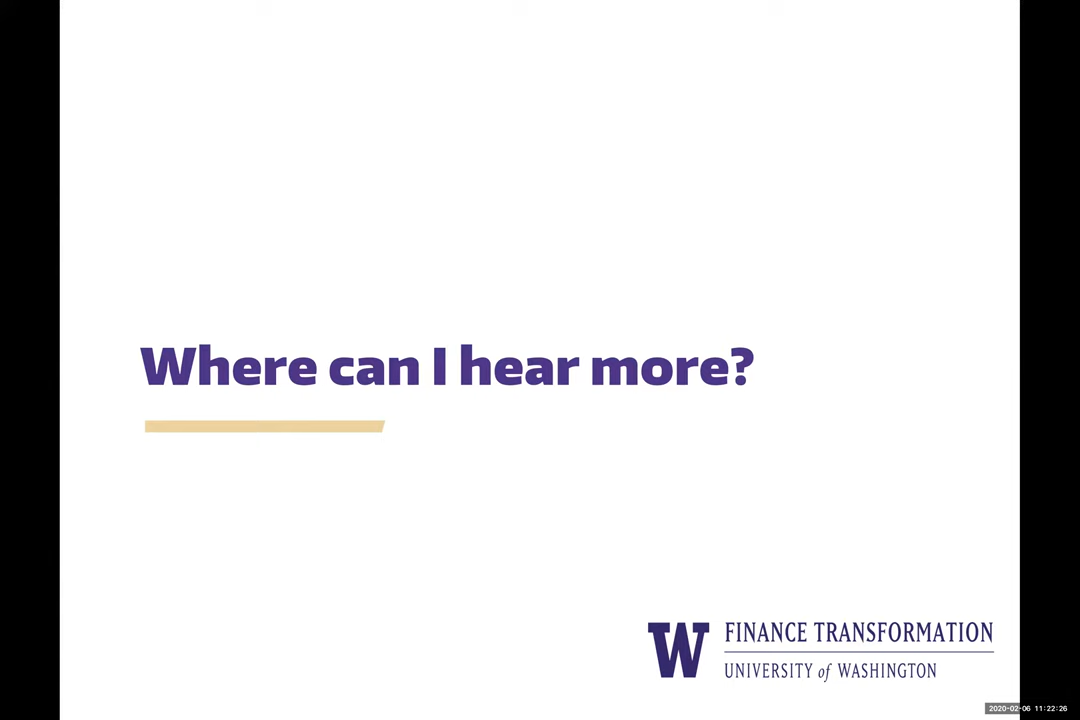 Where can I hear more?
W FINANCE TRANSFORMATION
UNIVERSITY of WASHINGTON
2020-02-06 11:22:26